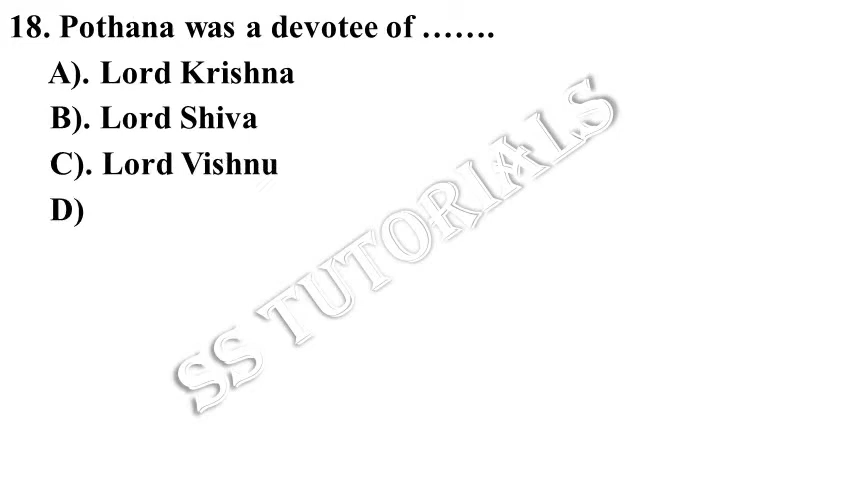 18. Pothana was a devotee of …….
A). Lord Krishna
B). Lord Shiva
C). Lord Vishnu
D)
SS TUTORIALS